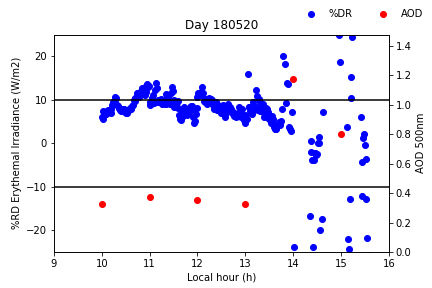 %DR AOD
Day 180520
%RD Erythemal Irradiance (W/m2)
20
10
0
−10
−20
1.4
1.2
1.0
0.8
0.6
0.4
0.2
0.0
AOD 500nm
9 10 11 12 13 14 15 16
Local hour (h)